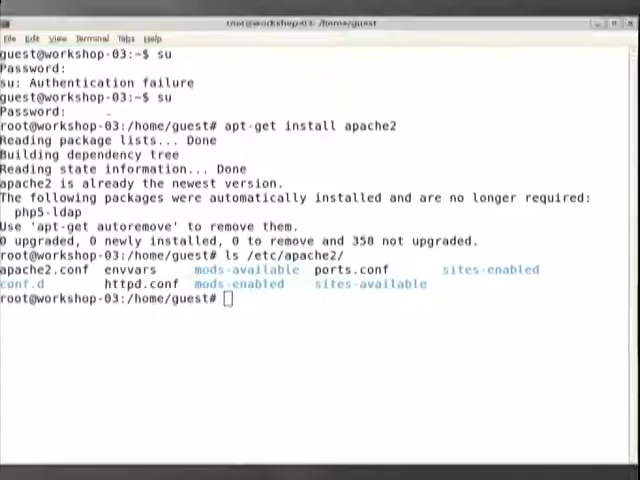 root@workshop-03: /home/guest
File Edit View Terminal Tabs Help
guest@workshop-03:~$ su
Password:
su: Authentication failure
guest@workshop-03:~$ su
Password:
root@workshop-03:/home/guest# apt-get install apache2
Reading package lists... Done
Building dependency tree
Reading state information... Done
apache2 is already the newest version.
The following packages were automatically installed and are no longer required:
php5-ldap
Use 'apt-get autoremove' to remove them.
0 upgraded, 0 newly installed, 0 to remove and 358 not upgraded.
root@workshop-03:/home/guest# ls /etc/apache2/
apache2.conf envvars mods-available ports.conf sites-enabled
conf.d httpd.conf mods-enabled sites-available
root@workshop-03:/home/guest#